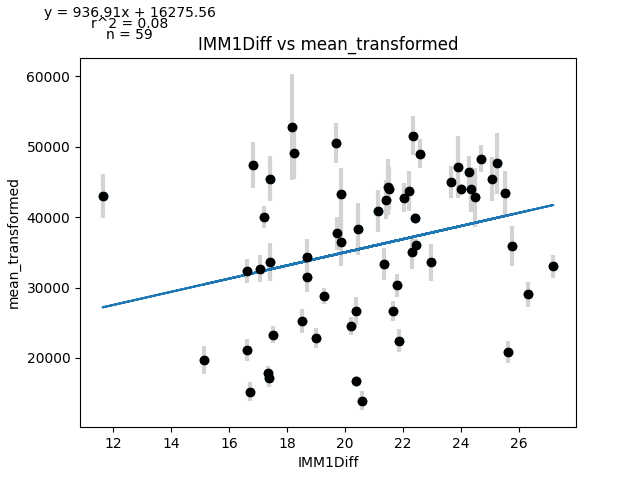 y = 936.91x + 16275.56
r^2 = 0.08
n = 59
IMM1Diff vs mean_transformed
60000
50000
40000
30000
20000
mean_transformed
12 14 16 18 20 22 24 26
IMM1Diff